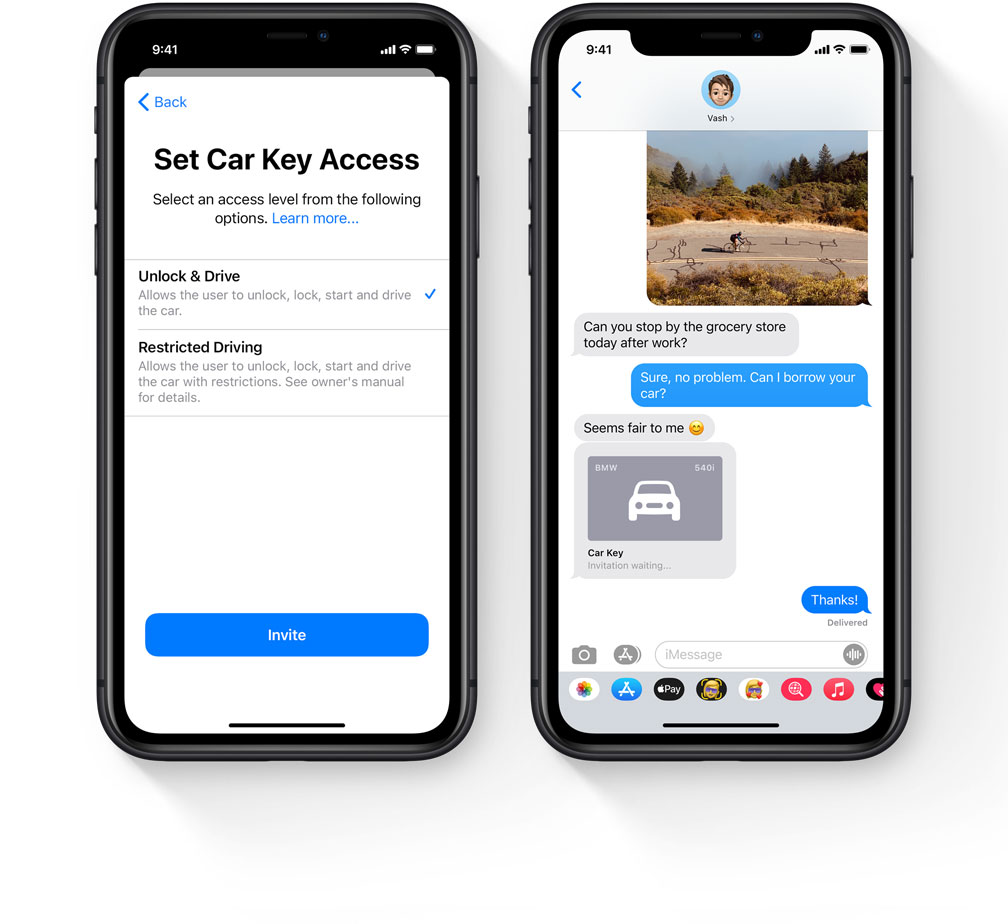 9:41
Back
Set Car Key Access
Select an access level from the following
options. Learn more...
Unlock & Drive
Allows the user to unlock, lock, start and drive
the car.
Restricted Driving
Allows the user to unlock, lock, start and drive
the car with restrictions. See owner's manual
for details.
Invite
9:41
Vash
Can you stop by the grocery store
today after work?
Sure, no problem. Can I borrow your
car?
Seems fair to me 😊
BMW 540i
Car Key
Invitation waiting...
Thanks!
Delivered
iMessage
Pay